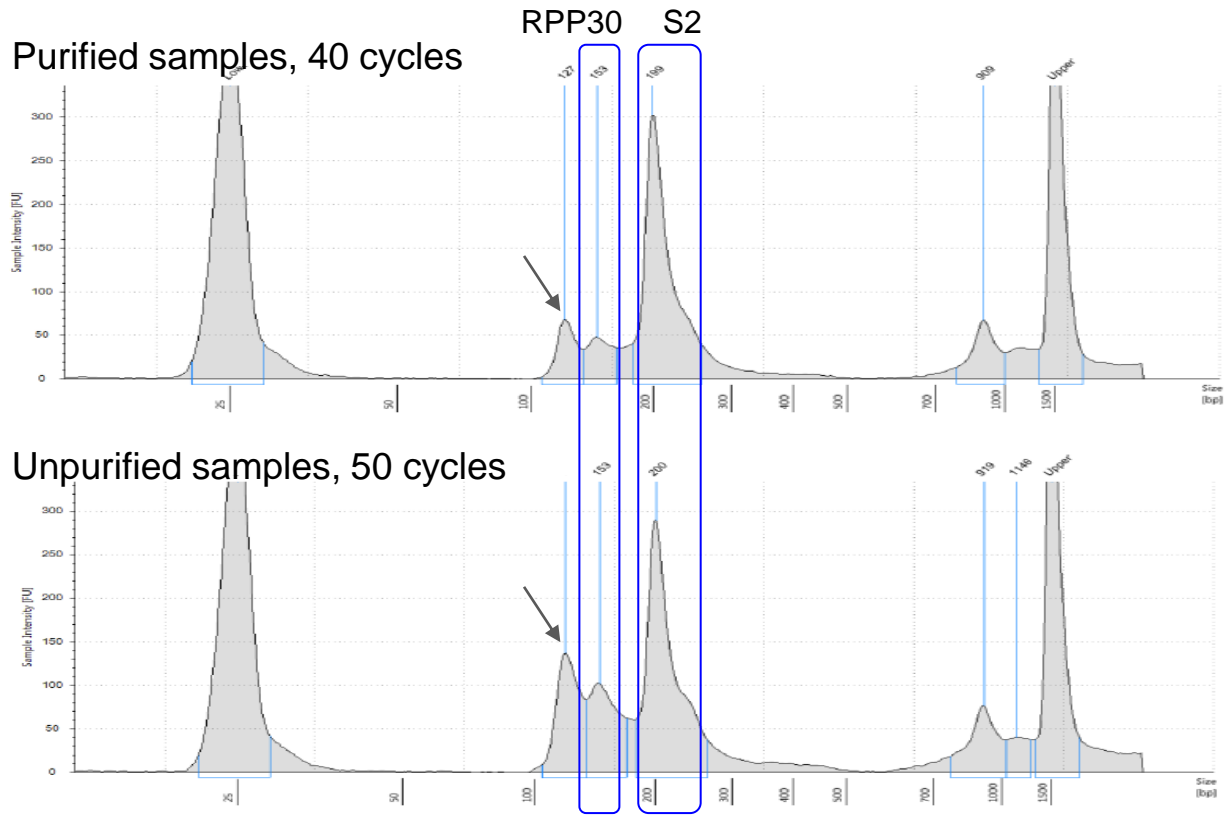 RPP30 S2
Purified samples, 40 cycles
127 153 199 909 Upper
Sample Intensity [FU]
300
250
200
150
100
50
0
25 50 100 200 300 400 500 700 1000 1500
Size [bp]
Unpurified samples, 50 cycles
153 200 919 1146 Upper
Sample Intensity [FU]
300
250
200
150
100
50
0
25 50 100 200 300 400 500 700 1000 1500
Size [bp]